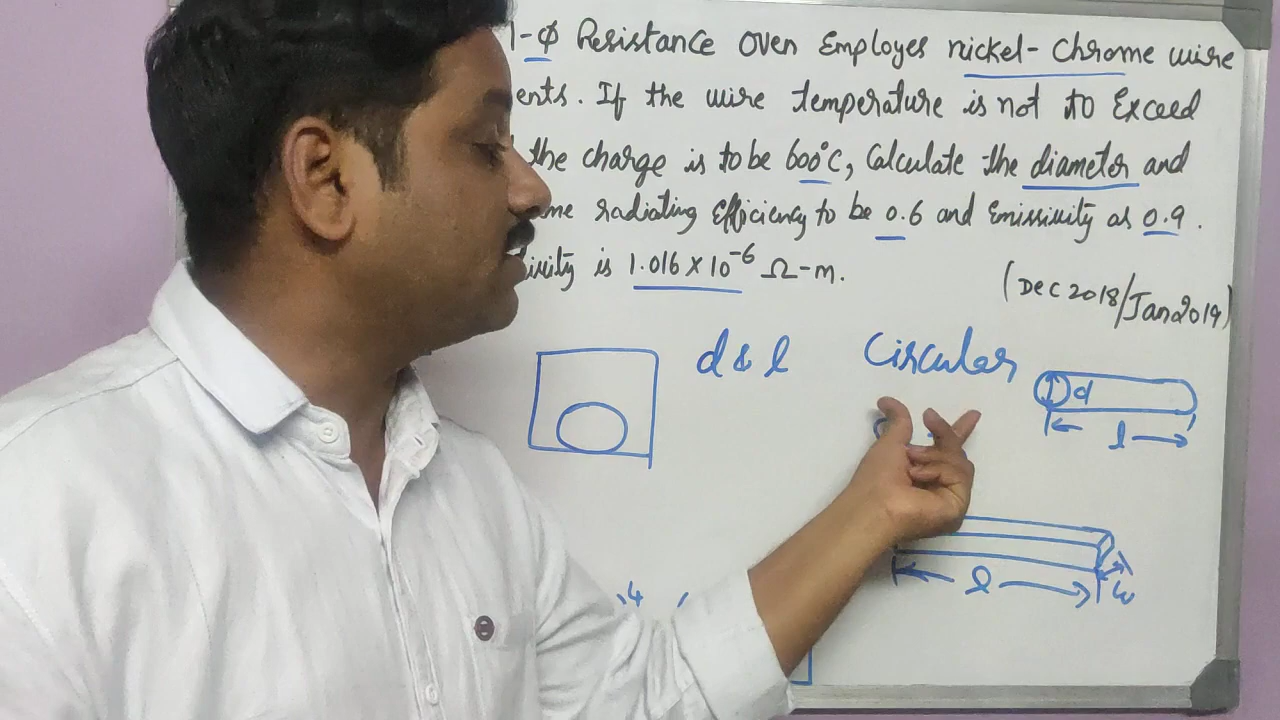 1-φ Resistance oven Employes nickel-chrome wire
ents. If the wire temperature is not to Exceed
the charge is to be 600°C, Calculate the diameter and
me radiating Efficiency to be 0.6 and Emissivity as 0.9.
ivity is 1.016 X 10⁻⁶ Ω-m.
(Dec 2018/Jan 2019)
d & l
Circular
d
l
l
w
4